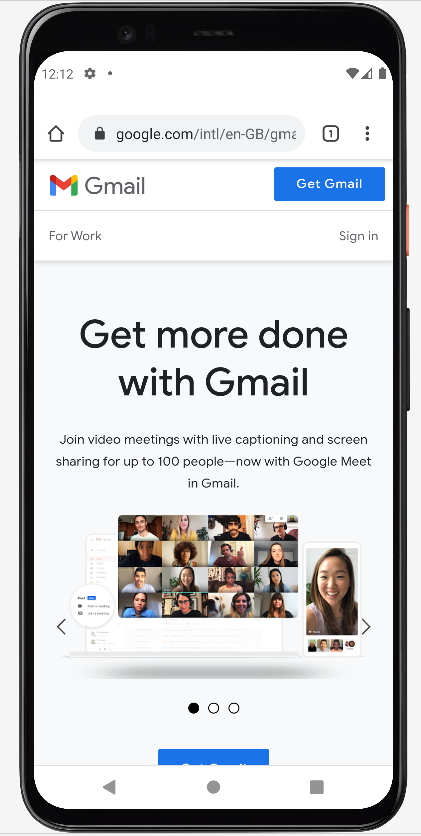 12:12
google.com/intl/en-GB/gma
1
Gmail
Get Gmail
For Work
Sign in
Get more done
with Gmail
Join video meetings with live captioning and screen
sharing for up to 100 people—now with Google Meet
in Gmail.
Meet